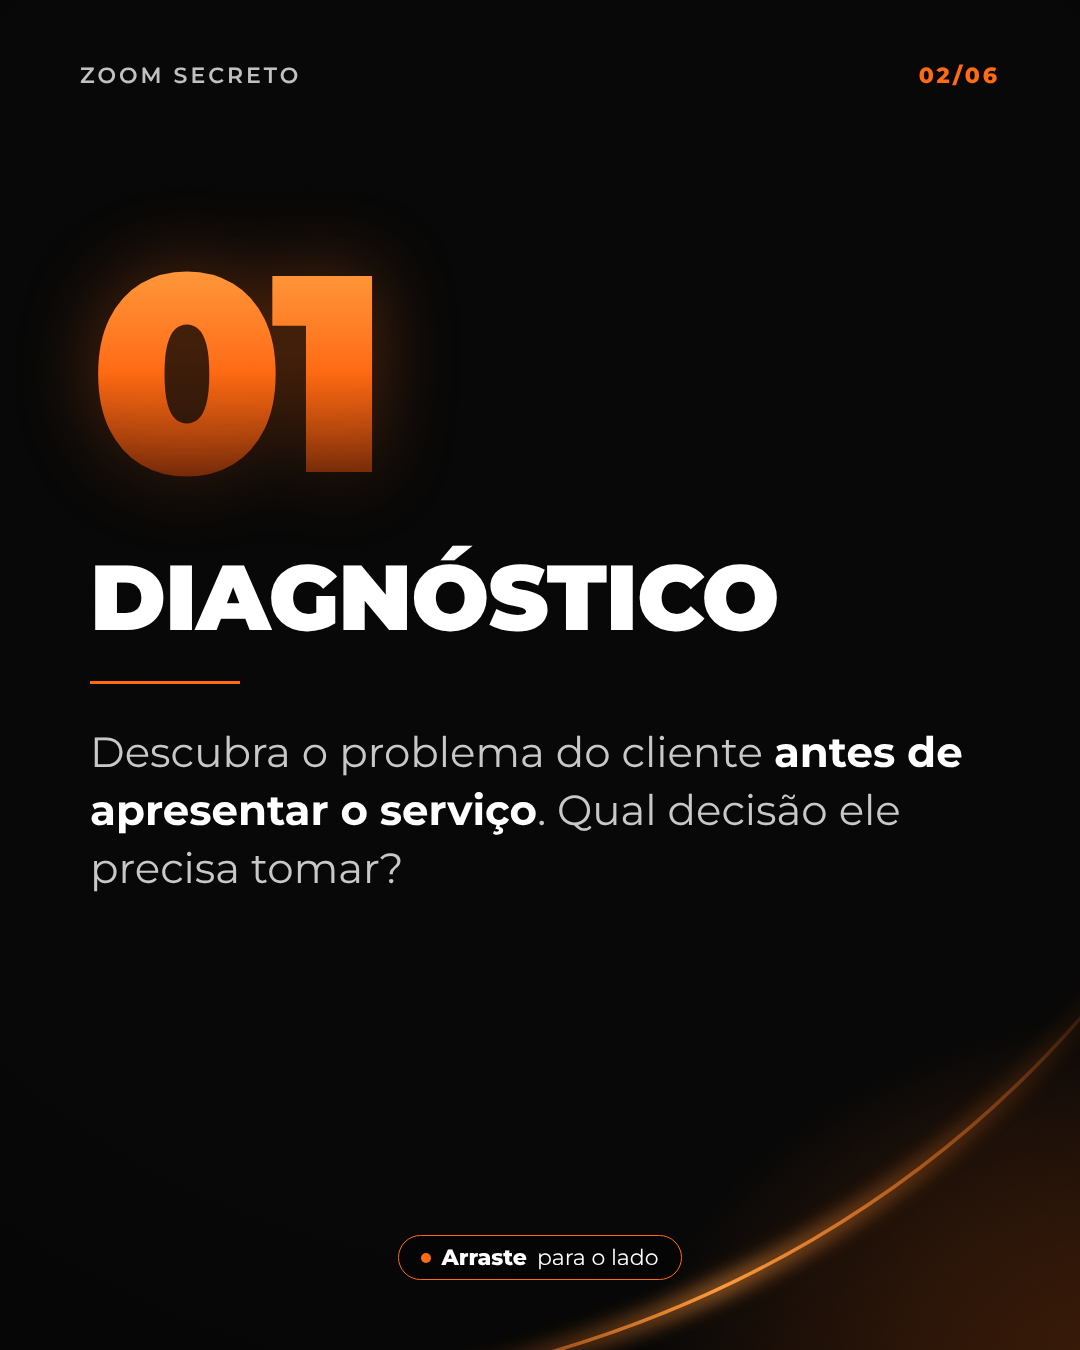 ZOOM SECRETO
02/06
01
DIAGNÓSTICO
Descubra o problema do cliente antes de
apresentar o serviço. Qual decisão ele
precisa tomar?
Arraste para o lado